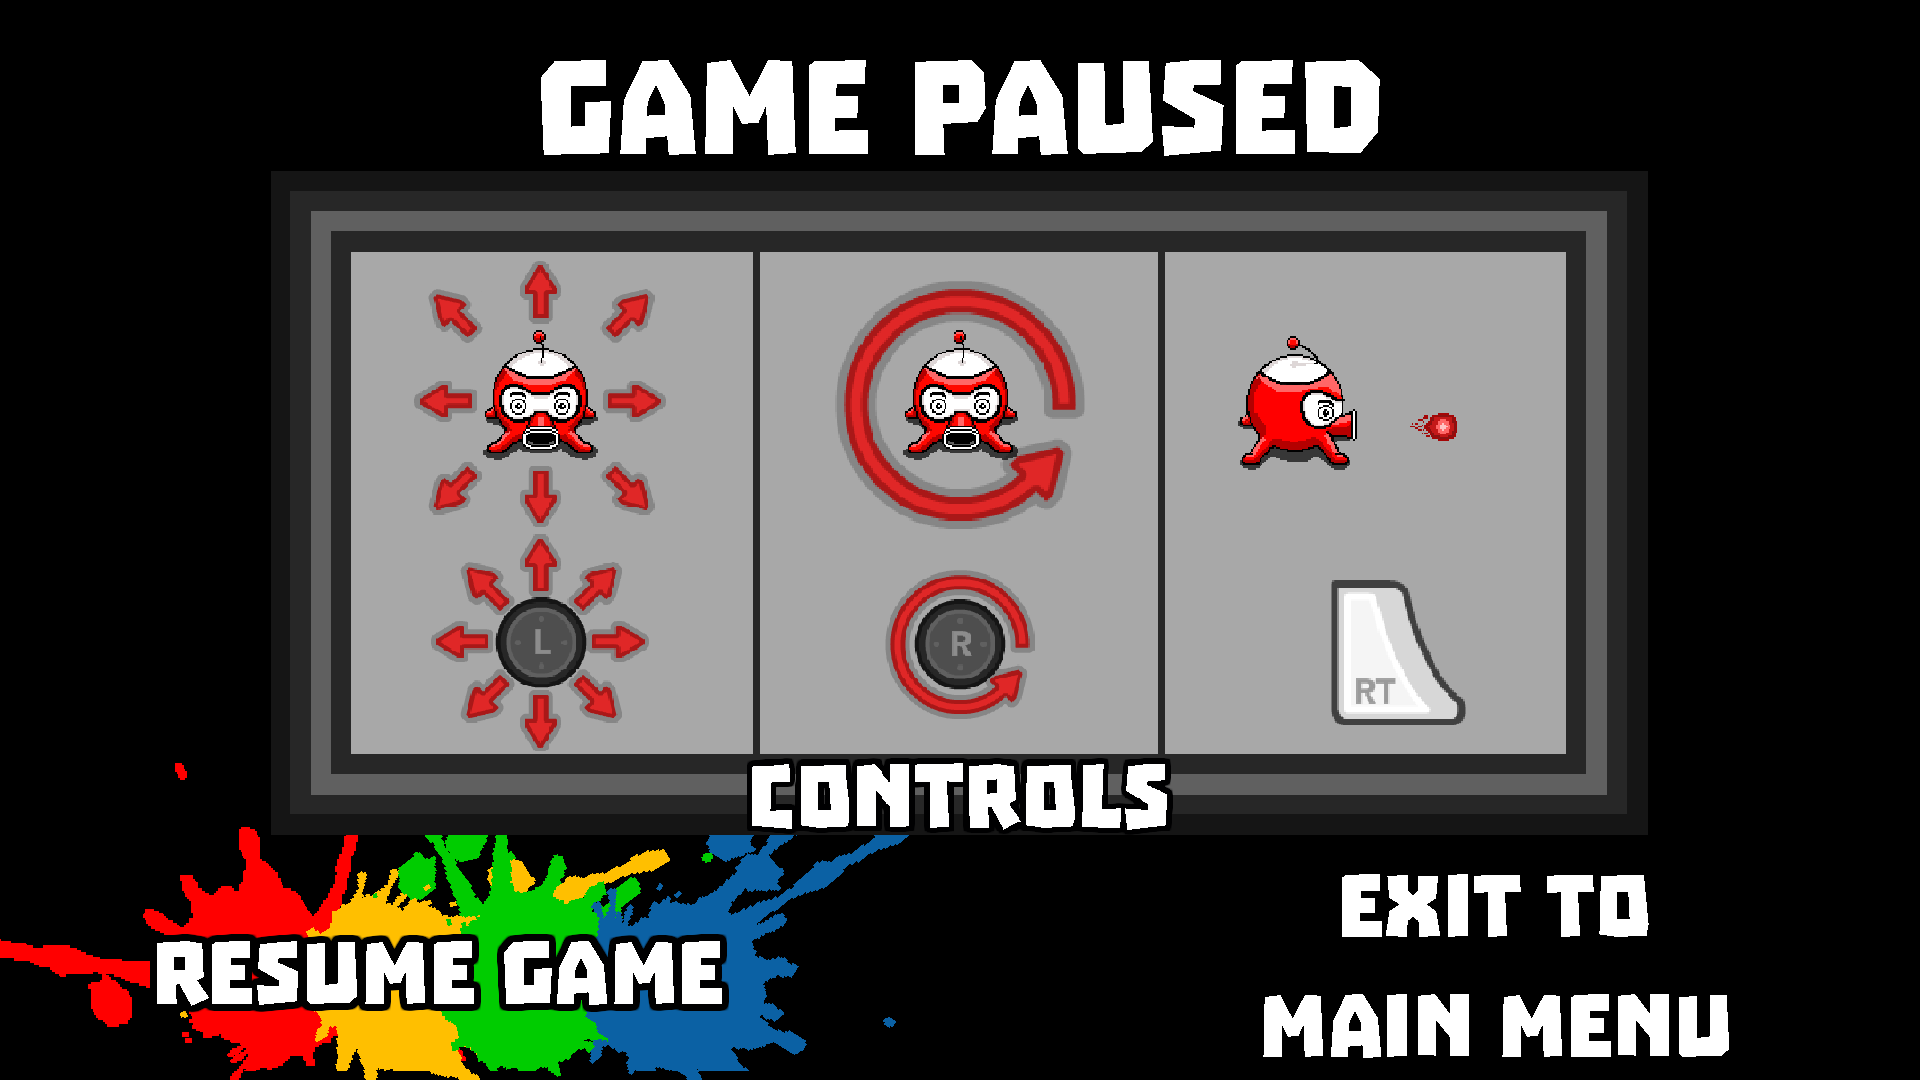 GAME PAUSED
L
R
RT
CONTROLS
RESUME GAME
EXIT TO
MAIN MENU